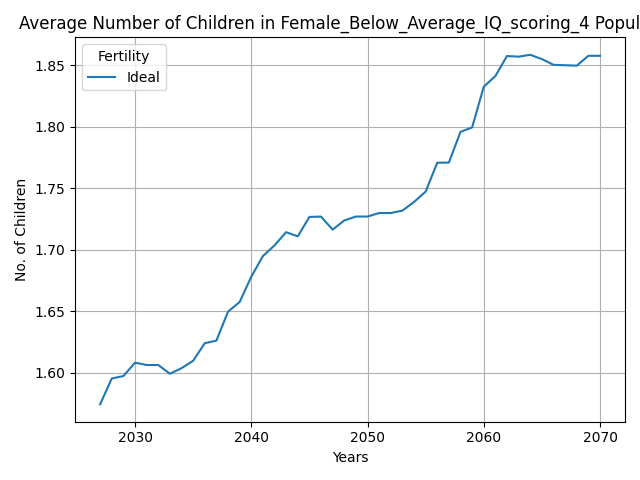 Average Number of Children in Female_Below_Average_IQ_scoring_4 Popul
Fertility
Ideal
1.85
1.80
1.75
1.70
1.65
1.60
No. of Children
2030 2040 2050 2060 2070
Years